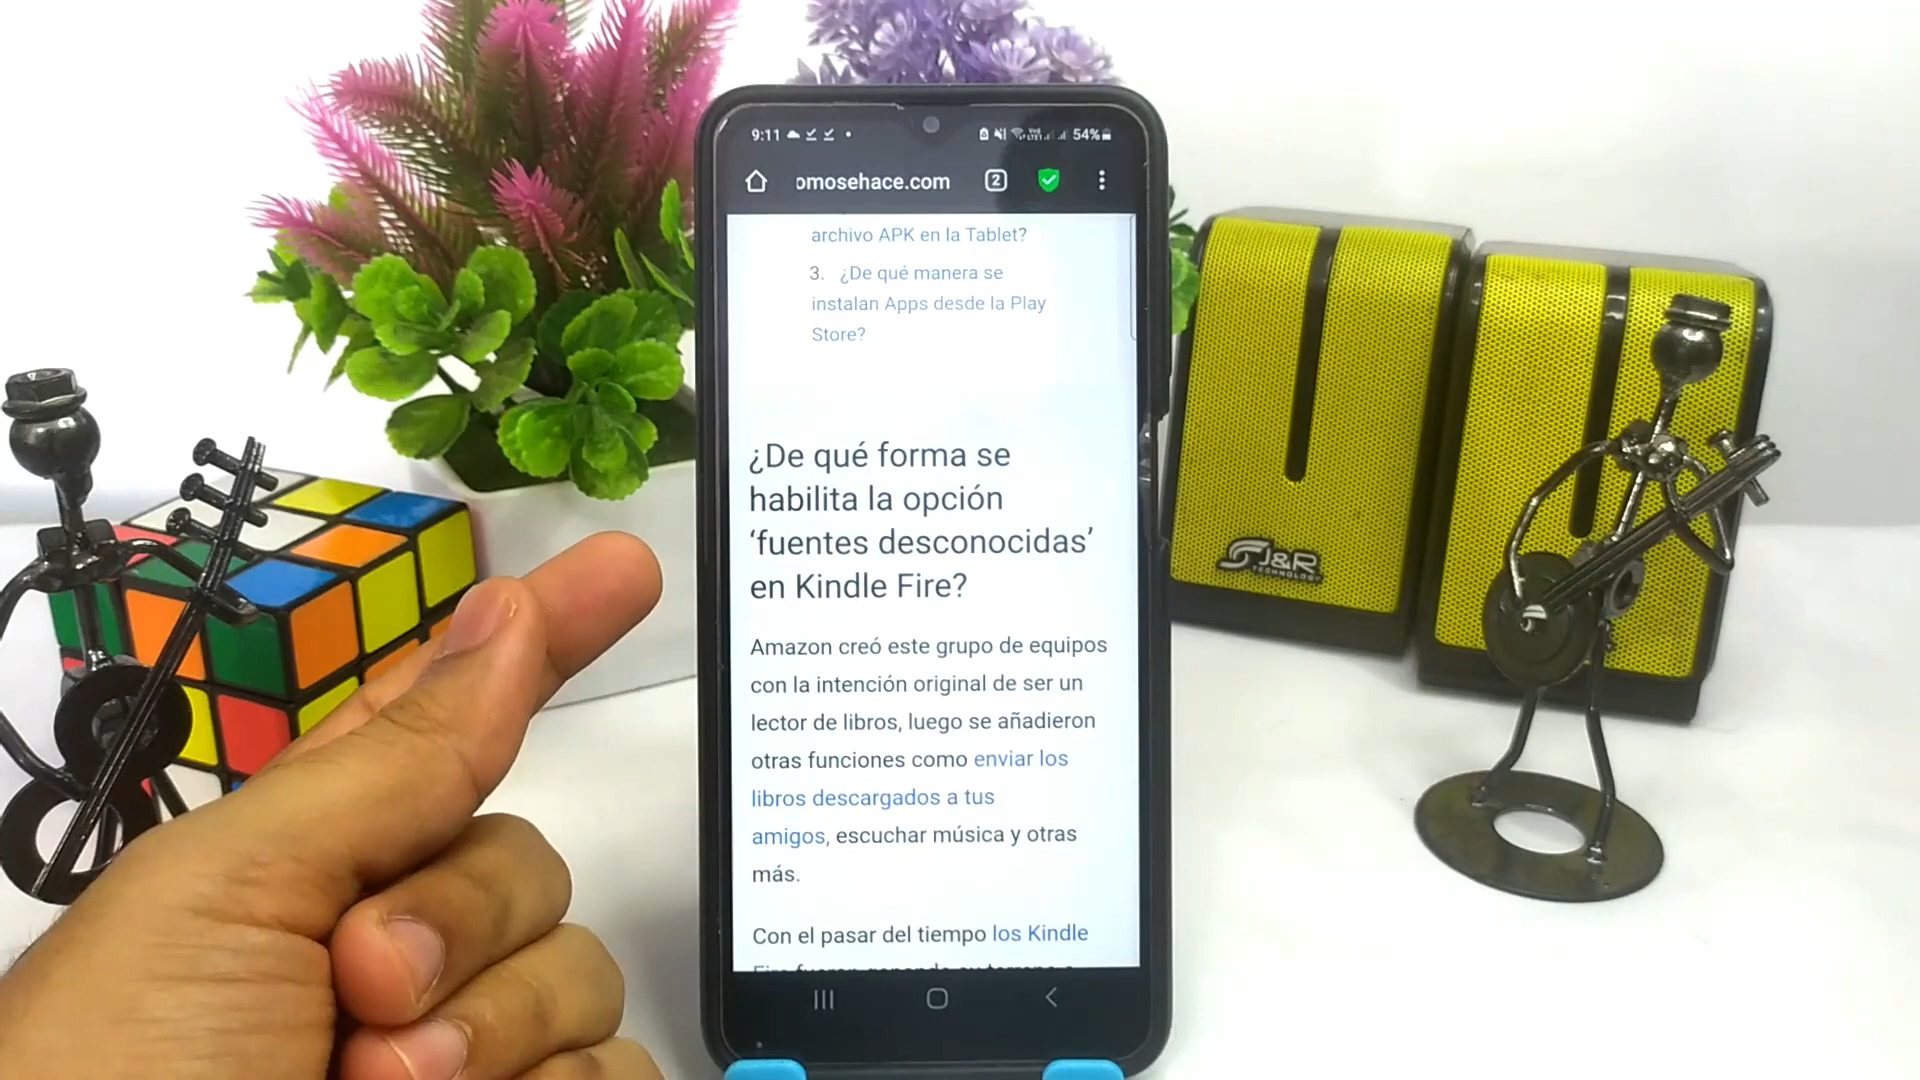 9:11
54%
omosehace.com
2
archivo APK en la Tablet?
3. ¿De qué manera se
instalan Apps desde la Play
Store?
¿De qué forma se
habilita la opción
‘fuentes desconocidas’
en Kindle Fire?
Amazon creó este grupo de equipos
con la intención original de ser un
lector de libros, luego se añadieron
otras funciones como enviar los
libros descargados a tus
amigos, escuchar música y otras
más.
Con el pasar del tiempo los Kindle
J&R
TECHNOLOGY